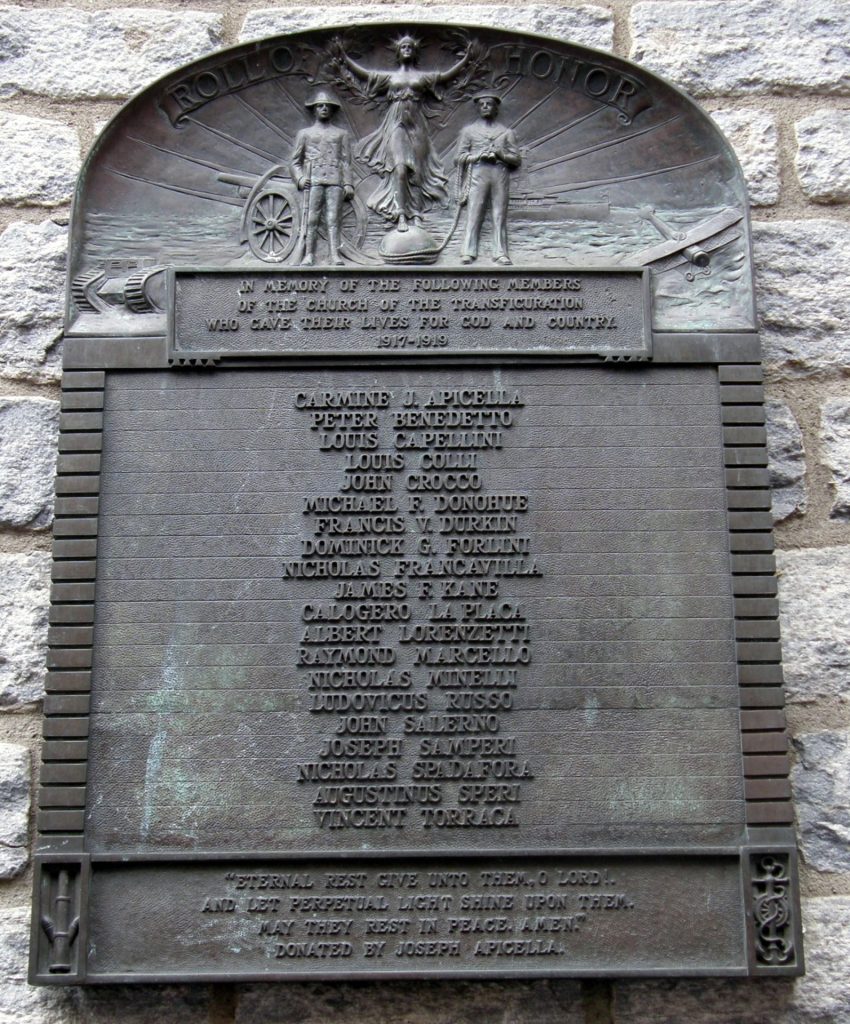 ROLL O HONOR
IN MEMORY OF THE FOLLOWING MEMBERS
OF THE CHURCH OF THE TRANSFIGURATION
WHO GAVE THEIR LIVES FOR GOD AND COUNTRY.
1917-1919
CARMINE J. APICELLA
PETER BENEDETTO
LOUIS CAPELLINI
LOUIS COLLI
JOHN CROCCO
MICHAEL F. DONOHUE
FRANCIS V. DURKIN
DOMINICK G. FORLINI
NICHOLAS FRANCAVILLA
JAMES F. KANE
CALOGERO LA PLACA
ALBERT LORENZETTI
RAYMOND MARCELLO
NICHOLAS MINELLI
LUDOVICUS RUSSO
JOHN SALERNO
JOSEPH SAMPERI
NICHOLAS SPADAFORA
AUGUSTINUS SPERI
VINCENT TORRACA
"ETERNAL REST GIVE UNTO THEM, O LORD!.
AND LET PERPETUAL LIGHT SHINE UPON THEM.
MAY THEY REST IN PEACE. AMEN."
DONATED BY JOSEPH APICELLA.